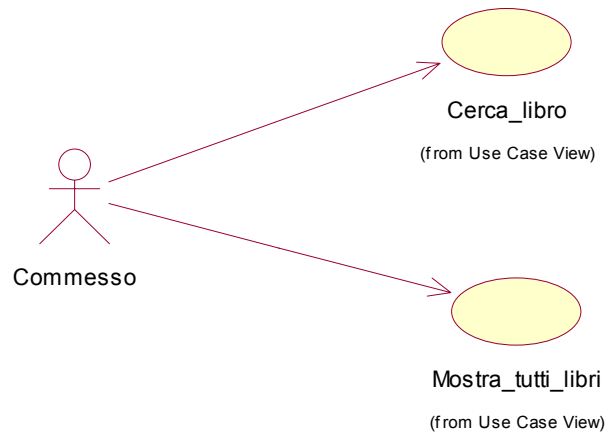 Cerca_libro
(from Use Case View)
Commesso
Mostra_tutti_libri
(from Use Case View)